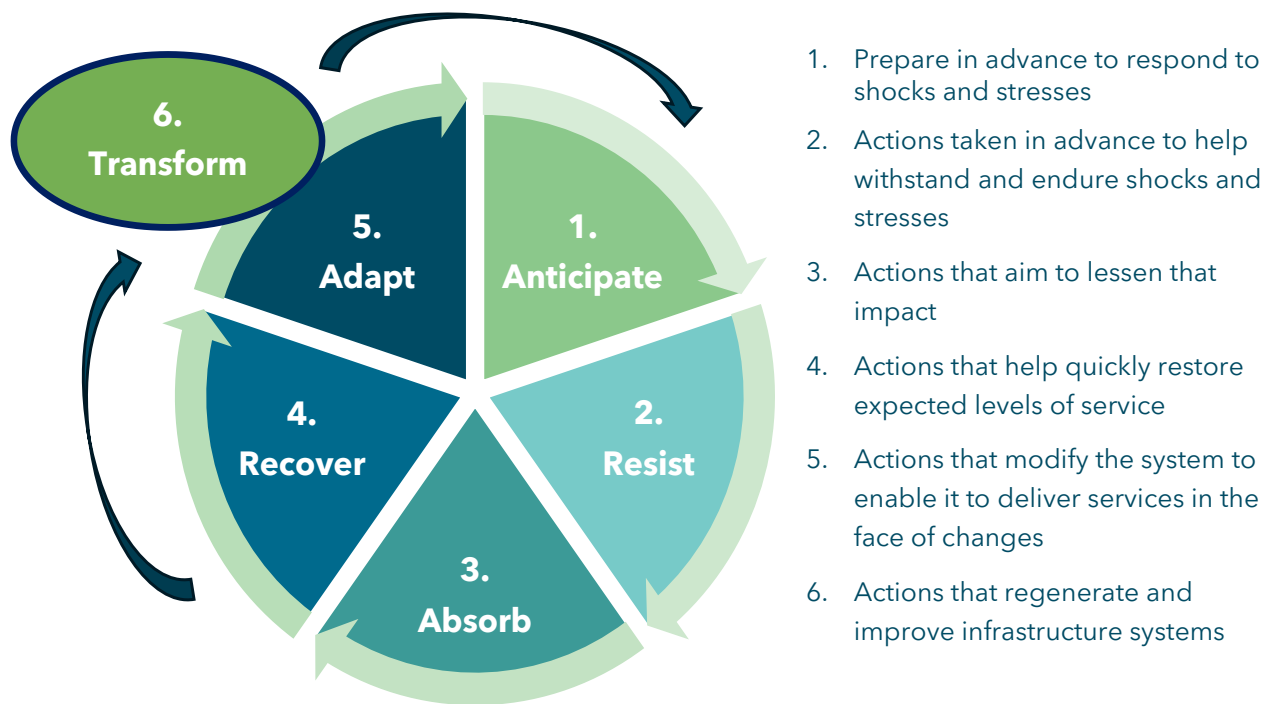 6.
Transform
5.
Adapt
1.
Anticipate
4.
Recover
2.
Resist
3.
Absorb
1. Prepare in advance to respond to
shocks and stresses
2. Actions taken in advance to help
withstand and endure shocks and
stresses
3. Actions that aim to lessen that
impact
4. Actions that help quickly restore
expected levels of service
5. Actions that modify the system to
enable it to deliver services in the
face of changes
6. Actions that regenerate and
improve infrastructure systems